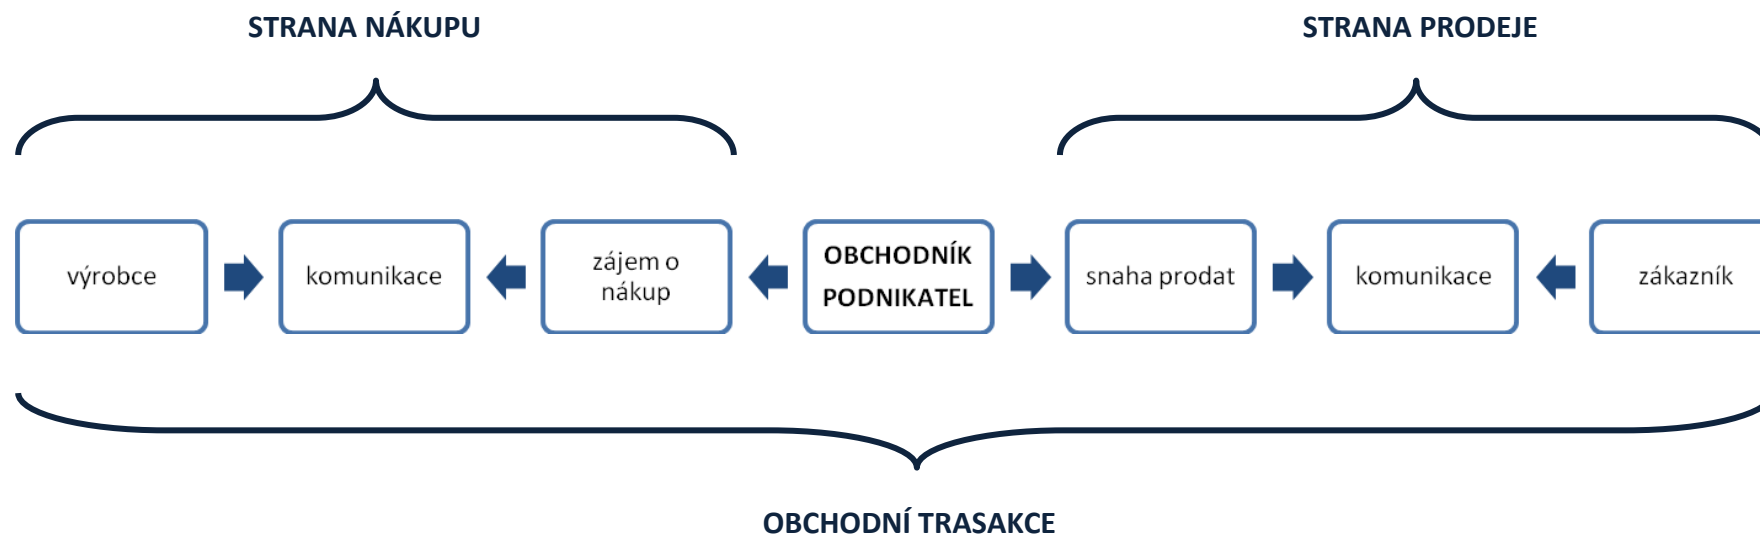 STRANA NÁKUPU
STRANA PRODEJE
výrobce
komunikace
zájem o
nákup
OBCHODNÍK
PODNIKATEL
snaha prodat
komunikace
zákazník
OBCHODNÍ TRASAKCE